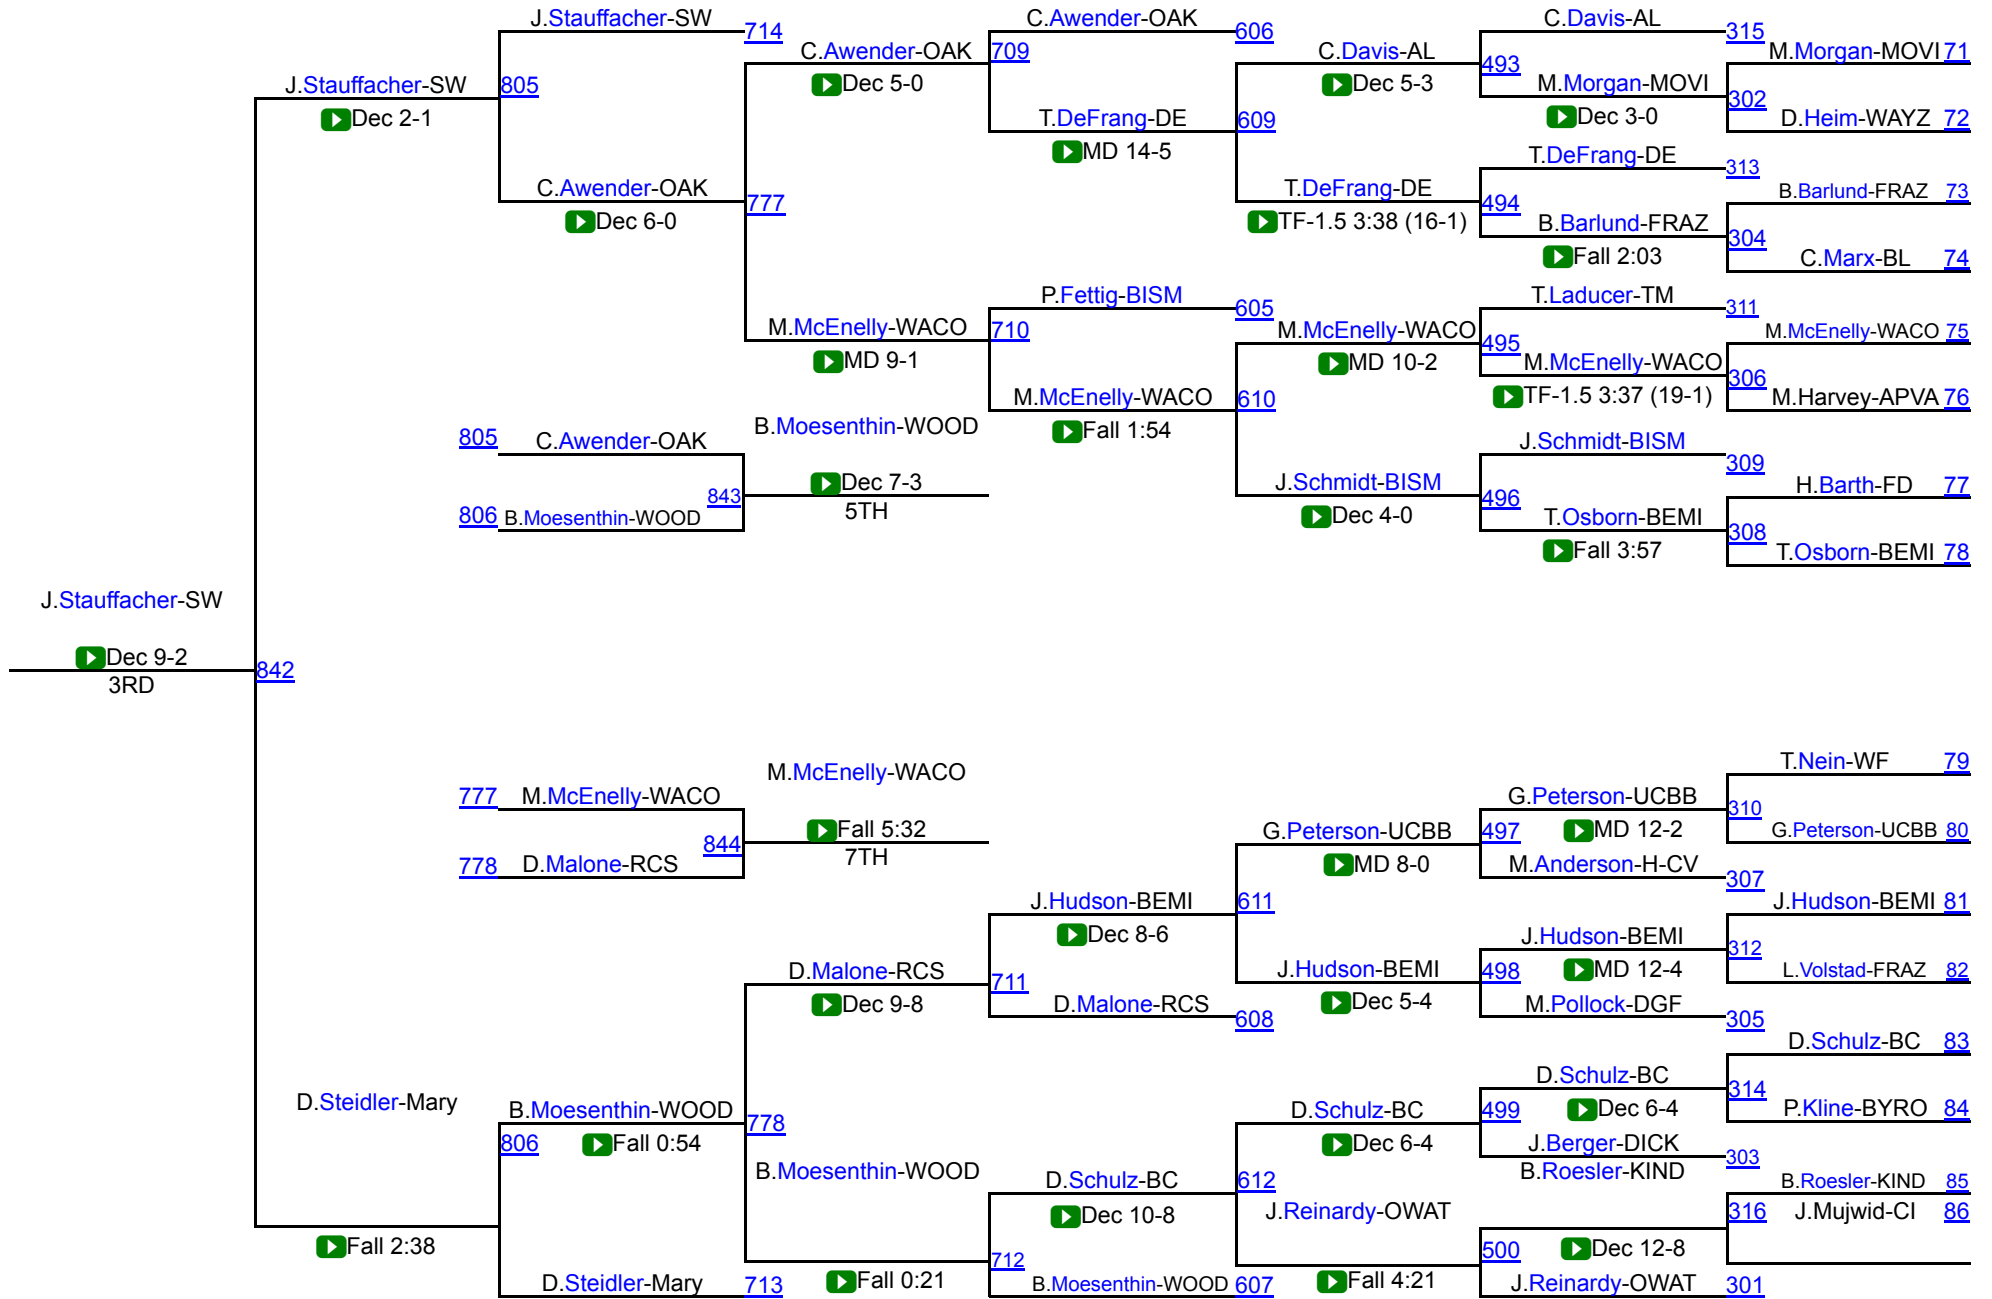 J.Stauffacher-SW
714
C.Awender-OAK
606
C.Davis-AL
315
C.Awender-OAK
709
C.Davis-AL
493
M.Morgan-MOVI 71
J.Stauffacher-SW
805
Dec 5-0
Dec 5-3
M.Morgan-MOVI
302
Dec 2-1
T.DeFrang-DE
609
Dec 3-0
D.Heim-WAYZ 72
MD 14-5
T.DeFrang-DE
313
C.Awender-OAK
777
T.DeFrang-DE
494
B.Barlund-FRAZ 73
Dec 6-0
TF-1.5 3:38 (16-1)
B.Barlund-FRAZ
304
Fall 2:03
C.Marx-BL 74
P.Fettig-BISM
605
T.Laducer-TM
311
M.McEnelly-WACO
710
M.McEnelly-WACO
495
M.McEnelly-WACO 75
MD 9-1
MD 10-2
M.McEnelly-WACO
306
M.McEnelly-WACO
610
TF-1.5 3:37 (19-1)
M.Harvey-APVA 76
805 C.Awender-OAK
B.Moesenthin-WOOD
Fall 1:54
J.Schmidt-BISM
309
843
Dec 7-3
J.Schmidt-BISM
496
H.Barth-FD 77
806 B.Moesenthin-WOOD
5TH
Dec 4-0
T.Osborn-BEMI
308
Fall 3:57
T.Osborn-BEMI 78
J.Stauffacher-SW
Dec 9-2
842
3RD
M.McEnelly-WACO
T.Nein-WF 79
777 M.McEnelly-WACO
G.Peterson-UCBB
310
844
Fall 5:32
G.Peterson-UCBB
497
MD 12-2
G.Peterson-UCBB 80
778 D.Malone-RCS
7TH
MD 8-0
M.Anderson-H-CV
307
J.Hudson-BEMI
611
J.Hudson-BEMI 81
Dec 8-6
J.Hudson-BEMI
312
D.Malone-RCS
711
J.Hudson-BEMI
498
MD 12-4
L.Volstad-FRAZ 82
Dec 9-8
D.Malone-RCS
608
Dec 5-4
M.Pollock-DGF
305
D.Schulz-BC 83
D.Steidler-Mary
B.Moesenthin-WOOD
778
D.Schulz-BC
499
D.Schulz-BC
314
806
Fall 0:54
Dec 6-4
Dec 6-4
P.Kline-BYRO 84
J.Berger-DICK
303
B.Moesenthin-WOOD
D.Schulz-BC
612
B.Roesler-KIND
B.Roesler-KIND 85
Dec 10-8
J.Reinardy-OWAT
316
J.Mujwid-CI 86
Fall 2:38
712
500
Dec 12-8
D.Steidler-Mary
713
Fall 0:21
B.Moesenthin-WOOD 607
Fall 4:21
J.Reinardy-OWAT
301